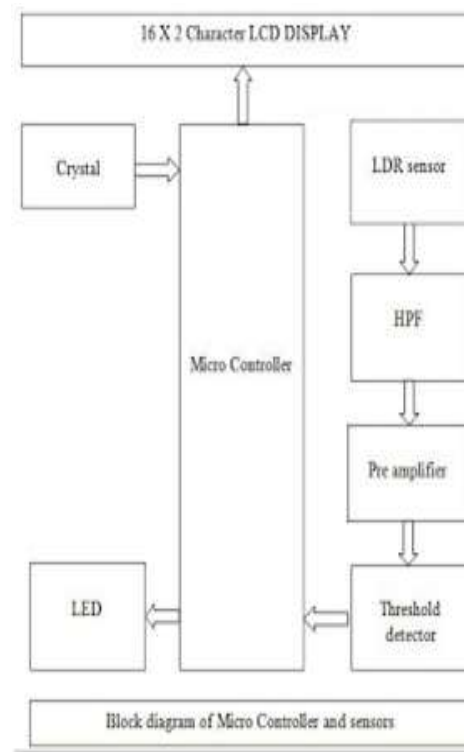 16 X 2 Character LCD DISPLAY
Crystal
LDR sensor
HPF
Micro Controller
Pre amplifier
LED
Threshold
detector
Block diagram of Micro Controller and sensors